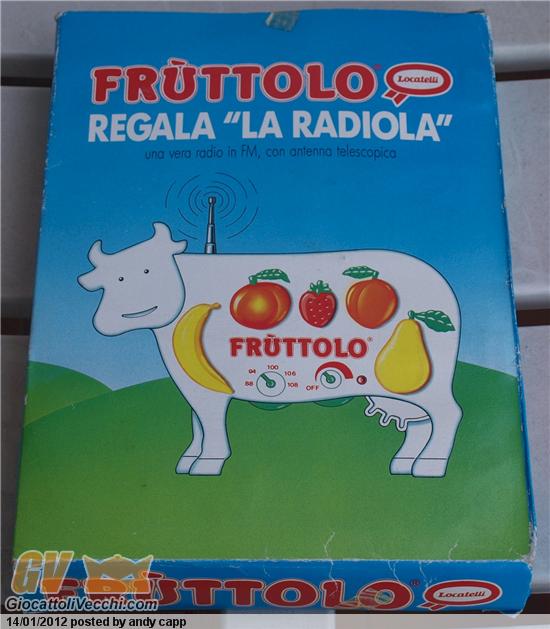 FRÙTTOLO®
Locatelli
REGALA "LA RADIOLA"
una vera radio in FM, con antenna telescopica
FRÙTTOLO®
88 94 100 106 108 OFF
FRÙTTOLO
Locatelli
GV
GiocattoliVecchi.com
14/01/2012 posted by andy capp